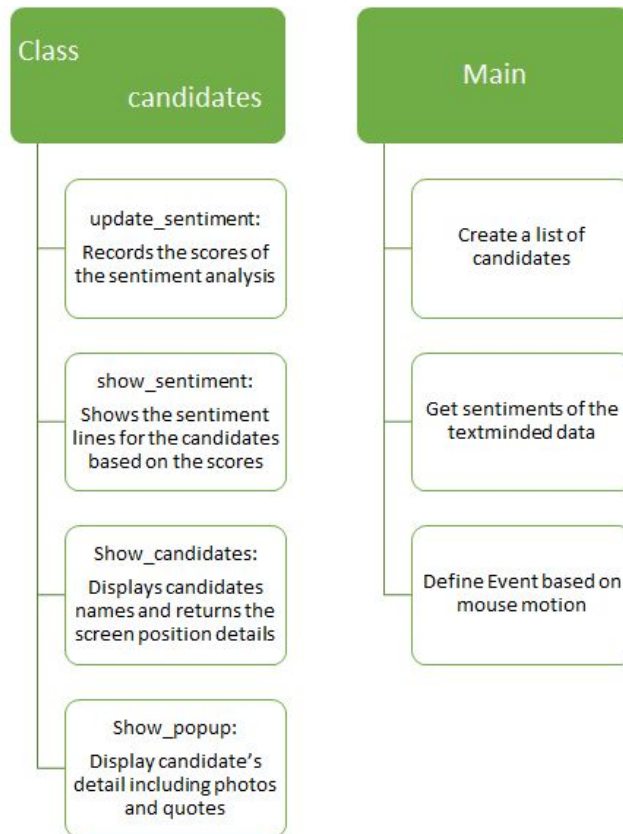 Class
candidates
update_sentiment:
Records the scores of
the sentiment analysis
show_sentiment:
Shows the sentiment
lines for the candidates
based on the scores
Show_candidates:
Displays candidates
names and returns the
screen position details
Show_popup:
Display candidate’s
detail including photos
and quotes
Main
Create a list of
candidates
Get sentiments of the
textminded data
Define Event based on
mouse motion